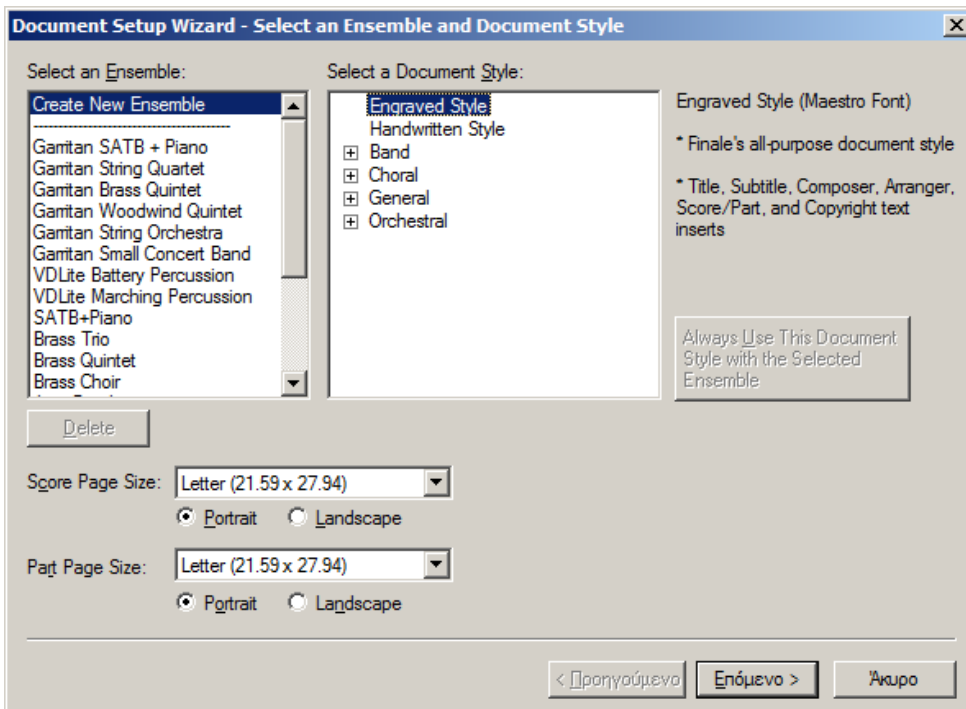 Document Setup Wizard - Select an Ensemble and Document Style
Select an Ensemble:
Create New Ensemble
----------------------------------------
Garritan SATB + Piano
Garritan String Quartet
Garritan Brass Quintet
Garritan Woodwind Quintet
Garritan String Orchestra
Garritan Small Concert Band
VDLite Battery Percussion
VDLite Marching Percussion
SATB+Piano
Brass Trio
Brass Quintet
Brass Choir
Delete
Select a Document Style:
Engraved Style
Handwritten Style
Band
Choral
General
Orchestral
Engraved Style (Maestro Font)
* Finale's all-purpose document style
* Title, Subtitle, Composer, Arranger,
Score/Part, and Copyright text
inserts
Always Use This Document
Style with the Selected
Ensemble
Score Page Size:
Letter (21.59 x 27.94)
Portrait
Landscape
Part Page Size:
Letter (21.59 x 27.94)
Portrait
Landscape
< Προηγούμενο
Επόμενο >
Άκυρο